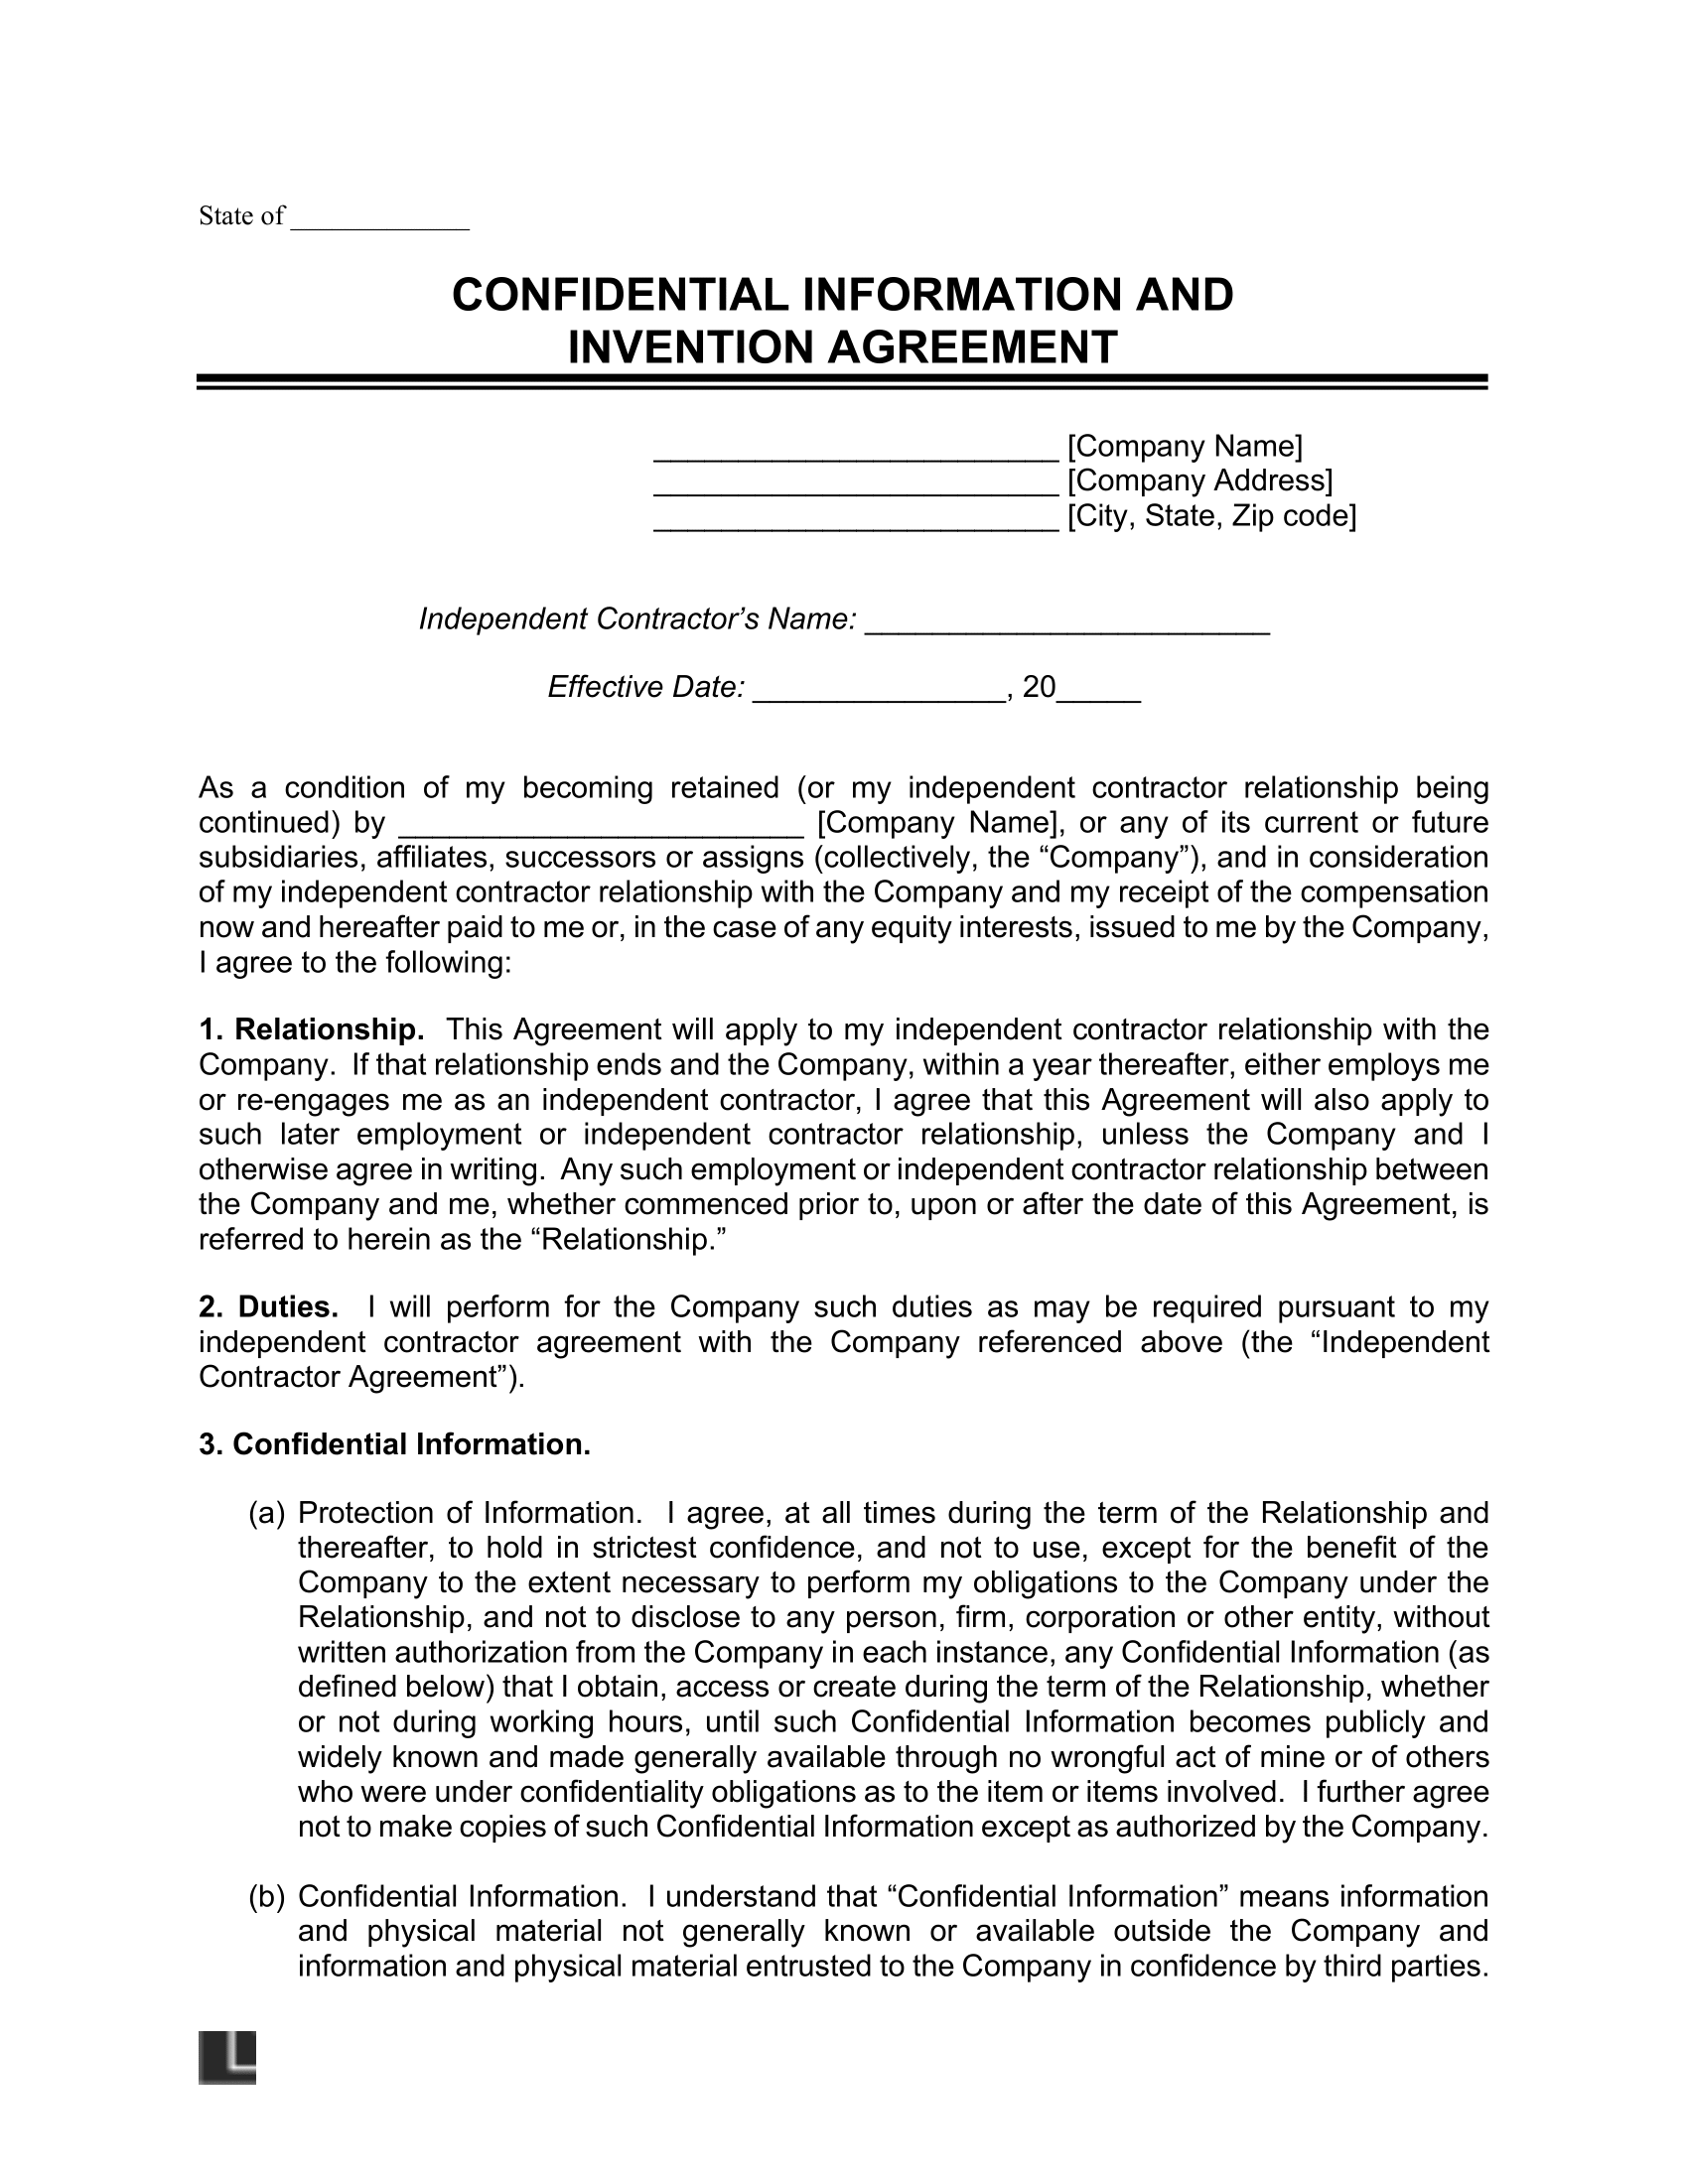 State of _____________
CONFIDENTIAL INFORMATION AND
INVENTION AGREEMENT
________________________ [Company Name]
________________________ [Company Address]
________________________ [City, State, Zip code]
Independent Contractor’s Name: ________________________
Effective Date: _______________, 20_____
As a condition of my becoming retained (or my independent contractor relationship being
continued) by ________________________ [Company Name], or any of its current or future
subsidiaries, affiliates, successors or assigns (collectively, the “Company”), and in consideration
of my independent contractor relationship with the Company and my receipt of the compensation
now and hereafter paid to me or, in the case of any equity interests, issued to me by the Company,
I agree to the following:
1. Relationship. This Agreement will apply to my independent contractor relationship with the
Company. If that relationship ends and the Company, within a year thereafter, either employs me
or re-engages me as an independent contractor, I agree that this Agreement will also apply to
such later employment or independent contractor relationship, unless the Company and I
otherwise agree in writing. Any such employment or independent contractor relationship between
the Company and me, whether commenced prior to, upon or after the date of this Agreement, is
referred to herein as the “Relationship.”
2. Duties. I will perform for the Company such duties as may be required pursuant to my
independent contractor agreement with the Company referenced above (the “Independent
Contractor Agreement”).
3. Confidential Information.
(a) Protection of Information. I agree, at all times during the term of the Relationship and
thereafter, to hold in strictest confidence, and not to use, except for the benefit of the
Company to the extent necessary to perform my obligations to the Company under the
Relationship, and not to disclose to any person, firm, corporation or other entity, without
written authorization from the Company in each instance, any Confidential Information (as
defined below) that I obtain, access or create during the term of the Relationship, whether
or not during working hours, until such Confidential Information becomes publicly and
widely known and made generally available through no wrongful act of mine or of others
who were under confidentiality obligations as to the item or items involved. I further agree
not to make copies of such Confidential Information except as authorized by the Company.
(b) Confidential Information. I understand that “Confidential Information” means information
and physical material not generally known or available outside the Company and
information and physical material entrusted to the Company in confidence by third parties.